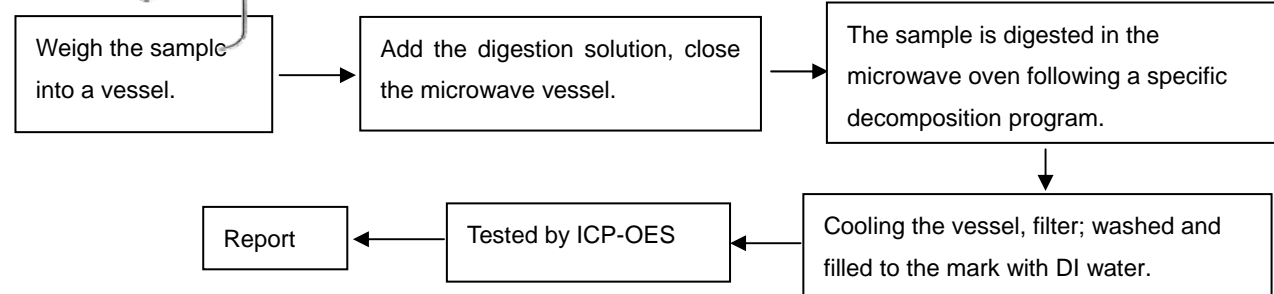 Weigh the sample
into a vessel.
Add the digestion solution, close
the microwave vessel.
The sample is digested in the
microwave oven following a specific
decomposition program.
Cooling the vessel, filter; washed and
filled to the mark with DI water.
Tested by ICP-OES
Report